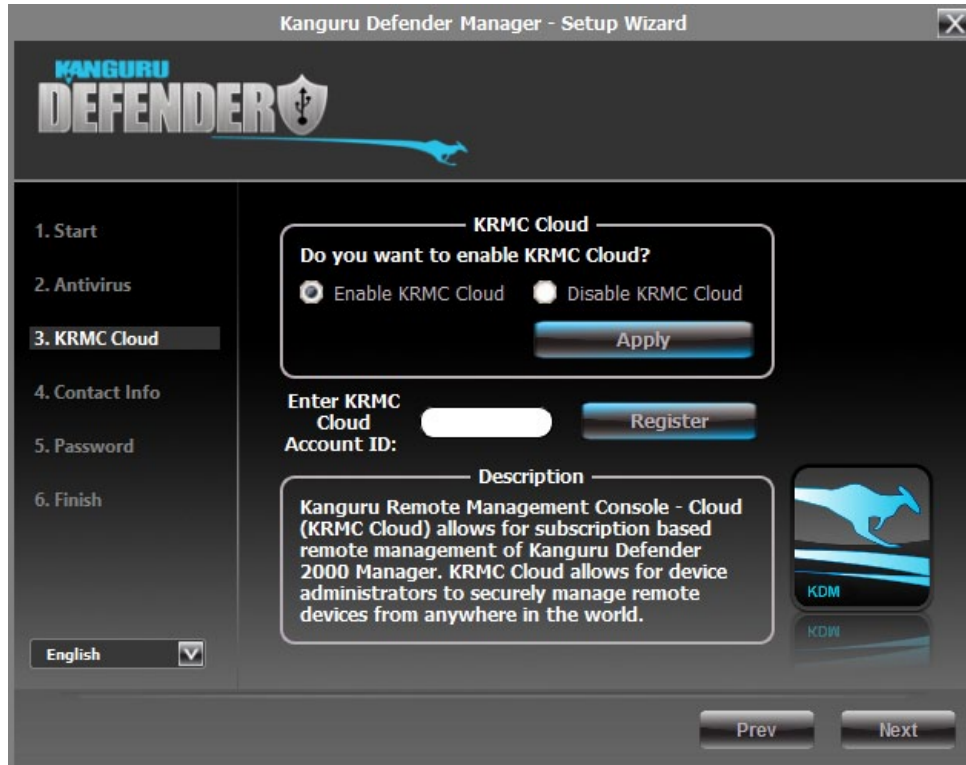 Kanguru Defender Manager - Setup Wizard
KANGURU
DEFENDER
1. Start
2. Antivirus
3. KRMC Cloud
4. Contact Info
5. Password
6. Finish
English
KRMC Cloud
Do you want to enable KRMC Cloud?
Enable KRMC Cloud
Disable KRMC Cloud
Apply
Enter KRMC
Cloud
Account ID:
Register
Description
Kanguru Remote Management Console - Cloud
(KRMC Cloud) allows for subscription based
remote management of Kanguru Defender
2000 Manager. KRMC Cloud allows for device
administrators to securely manage remote
devices from anywhere in the world.
KDM
Prev
Next